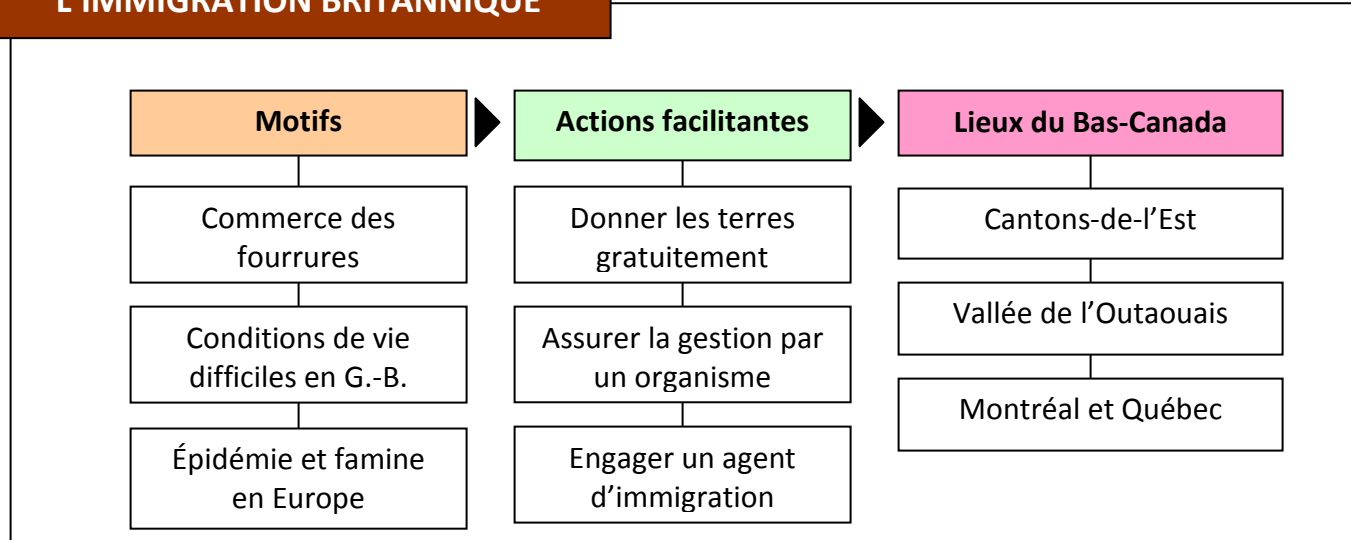 L'IMMIGRATION BRITANNIQUE
Motifs
Commerce des
fourrures
Conditions de vie
difficiles en G.-B.
Épidémie et famine
en Europe
Actions facilitantes
Donner les terres
gratuitement
Assurer la gestion par
un organisme
Engager un agent
d'immigration
Lieux du Bas-Canada
Cantons-de-l'Est
Vallée de l'Outaouais
Montréal et Québec